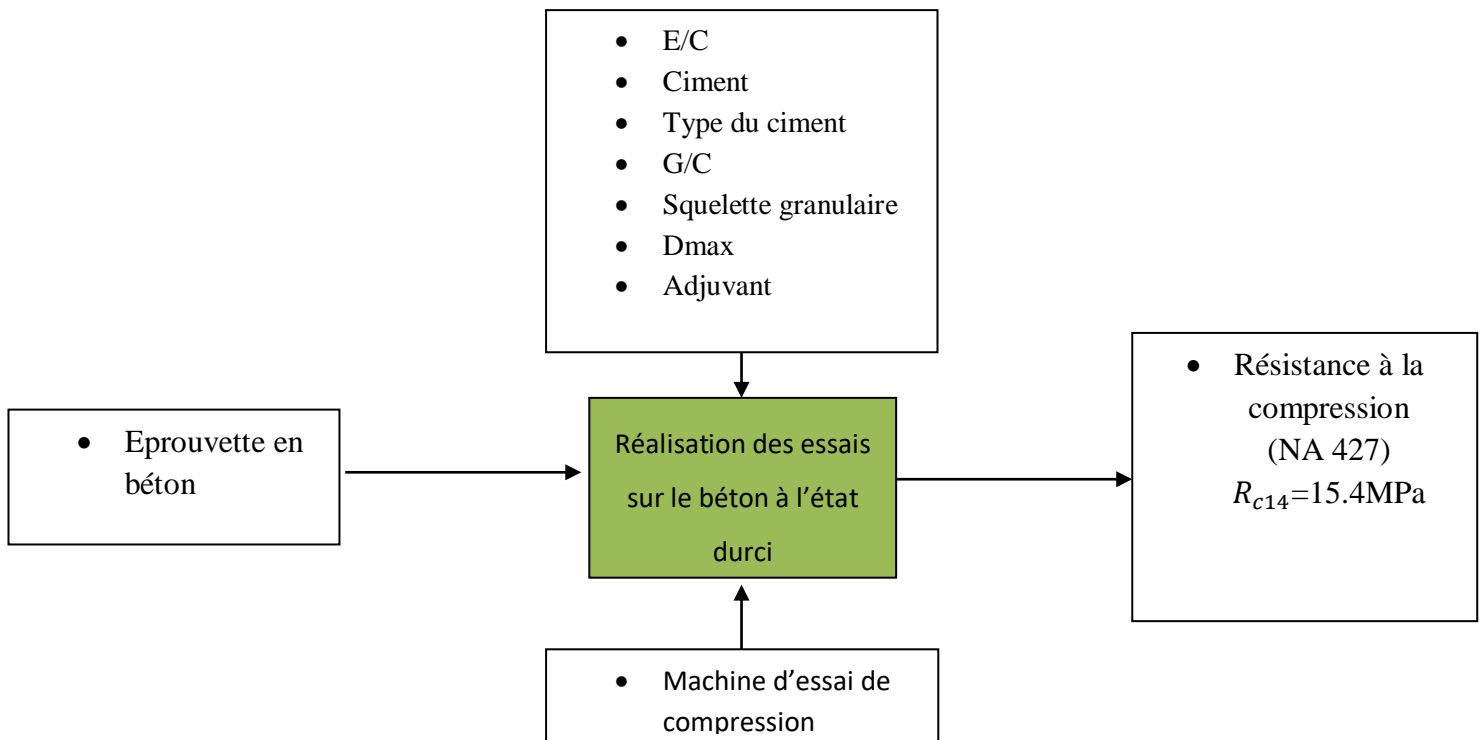 • E/C
• Ciment
• Type du ciment
• G/C
• Squelette granulaire
• Dmax
• Adjuvant
• Eprouvette en
béton
Réalisation des essais
sur le béton à l’état
durci
• Résistance à la
compression
(NA 427)
𝑅𝑐14=15.4MPa
• Machine d’essai de
compression